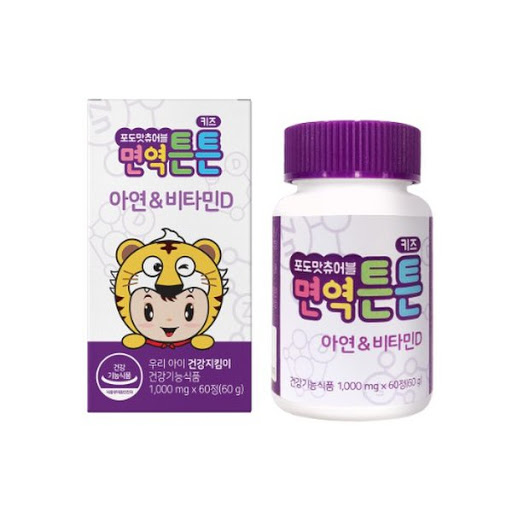 키즈
포도맛츄어블
면역튼튼
아연&비타민D
건강
기능식품
우리 아이 건강지킴이
건강기능식품
1,000 mg x 60정(60 g)
키즈
포도맛츄어블
면역튼튼
아연&비타민D
건강기능식품 1,000 mg x 60정(60 g)
Zn
D